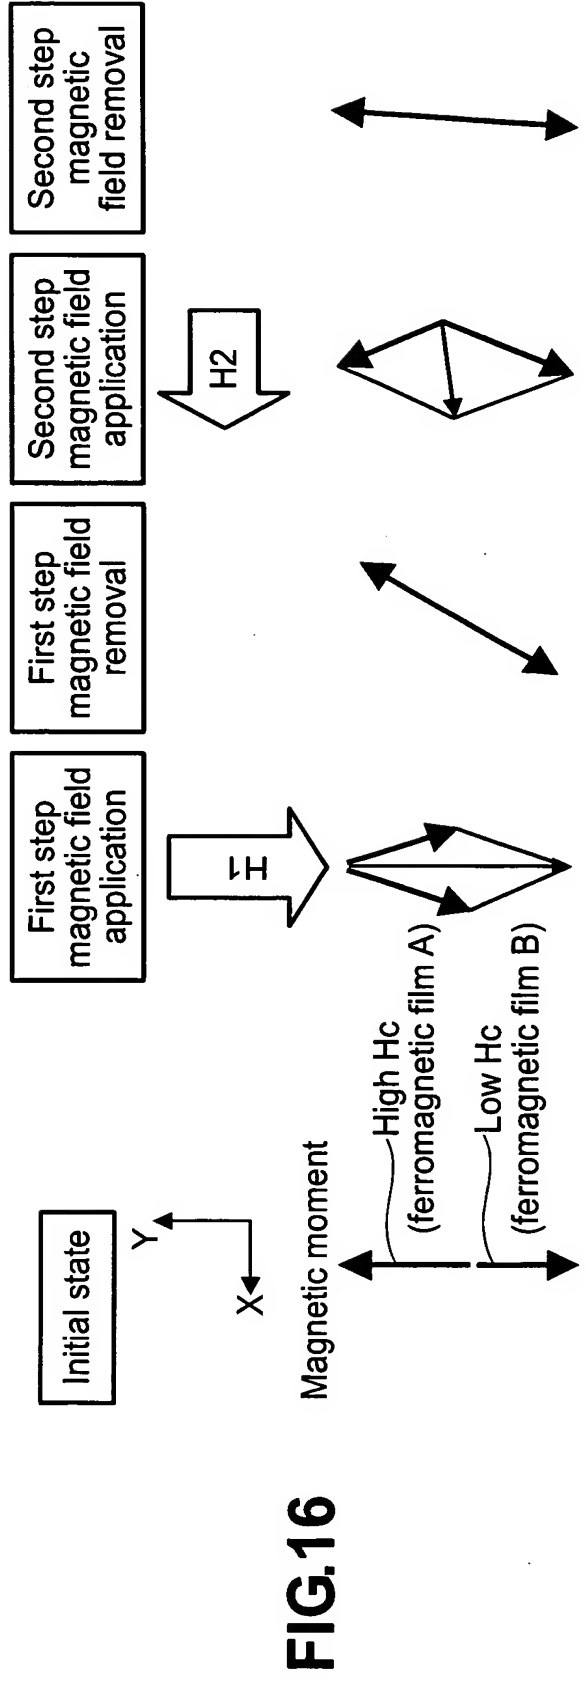 FIG.16
Initial state
Y
X
Magnetic moment
High Hc
(ferromagnetic film A)
Low Hc
(ferromagnetic film B)
First step
magnetic field
application
H1
First step
magnetic field
removal
Second step
magnetic field
application
H2
Second step
magnetic
field removal